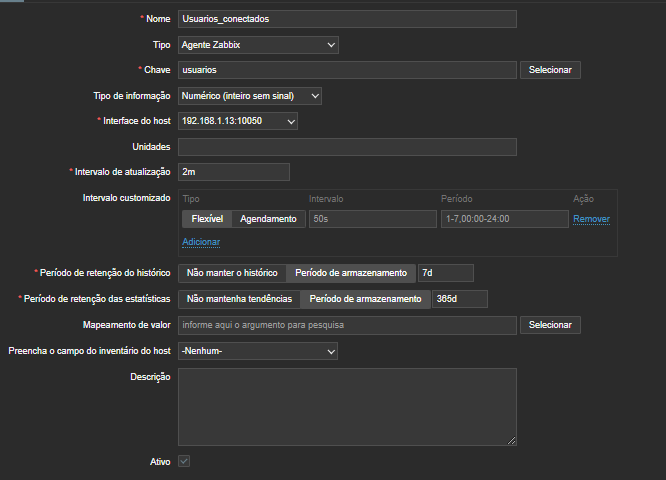 * Nome Usuarios_conectados
Tipo Agente Zabbix
* Chave usuarios Selecionar
Tipo de informação Numérico (inteiro sem sinal)
* Interface do host 192.168.1.13:10050
Unidades
* Intervalo de atualização 2m
Intervalo customizado Tipo Intervalo Período Ação
Flexível Agendamento 50s 1-7,00:00-24:00 Remover
Adicionar
* Período de retenção do histórico Não manter o histórico Período de armazenamento 7d
* Período de retenção das estatísticas Não mantenha tendências Período de armazenamento 365d
Mapeamento de valor informe aqui o argumento para pesquisa Selecionar
Preencha o campo do inventário do host -Nenhum-
Descrição
Ativo